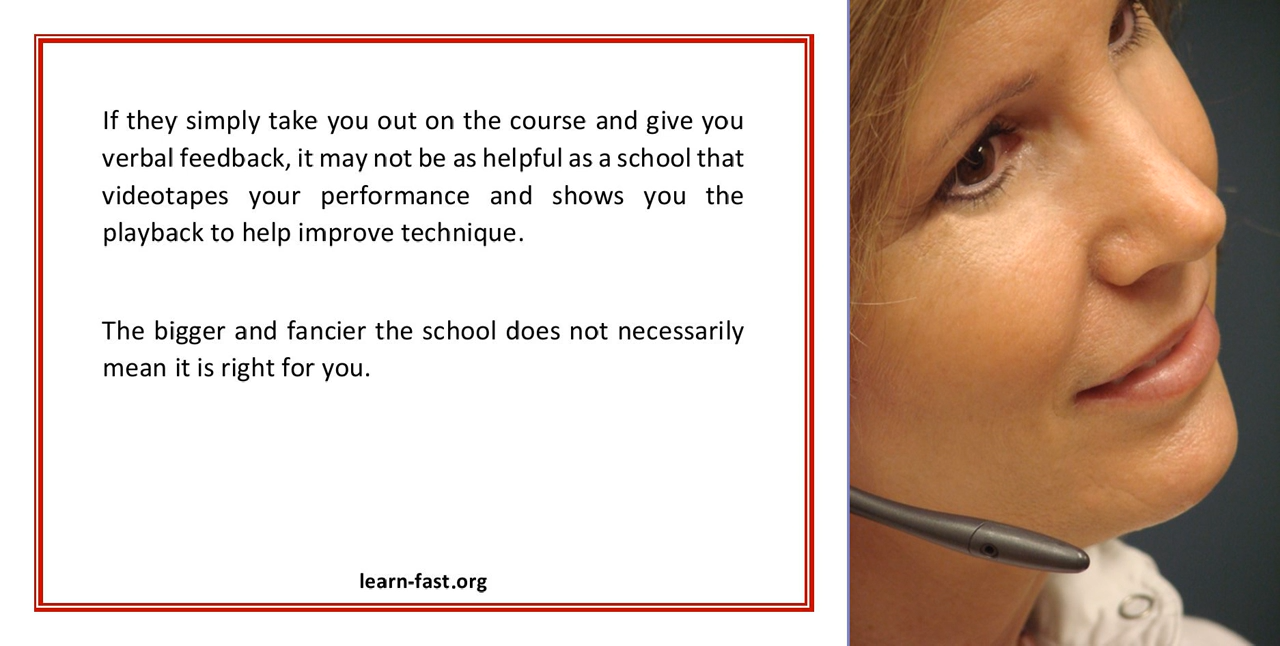 If they simply take you out on the course and give you
verbal feedback, it may not be as helpful as a school that
videotapes your performance and shows you the
playback to help improve technique.
The bigger and fancier the school does not necessarily
mean it is right for you.
learn-fast.org